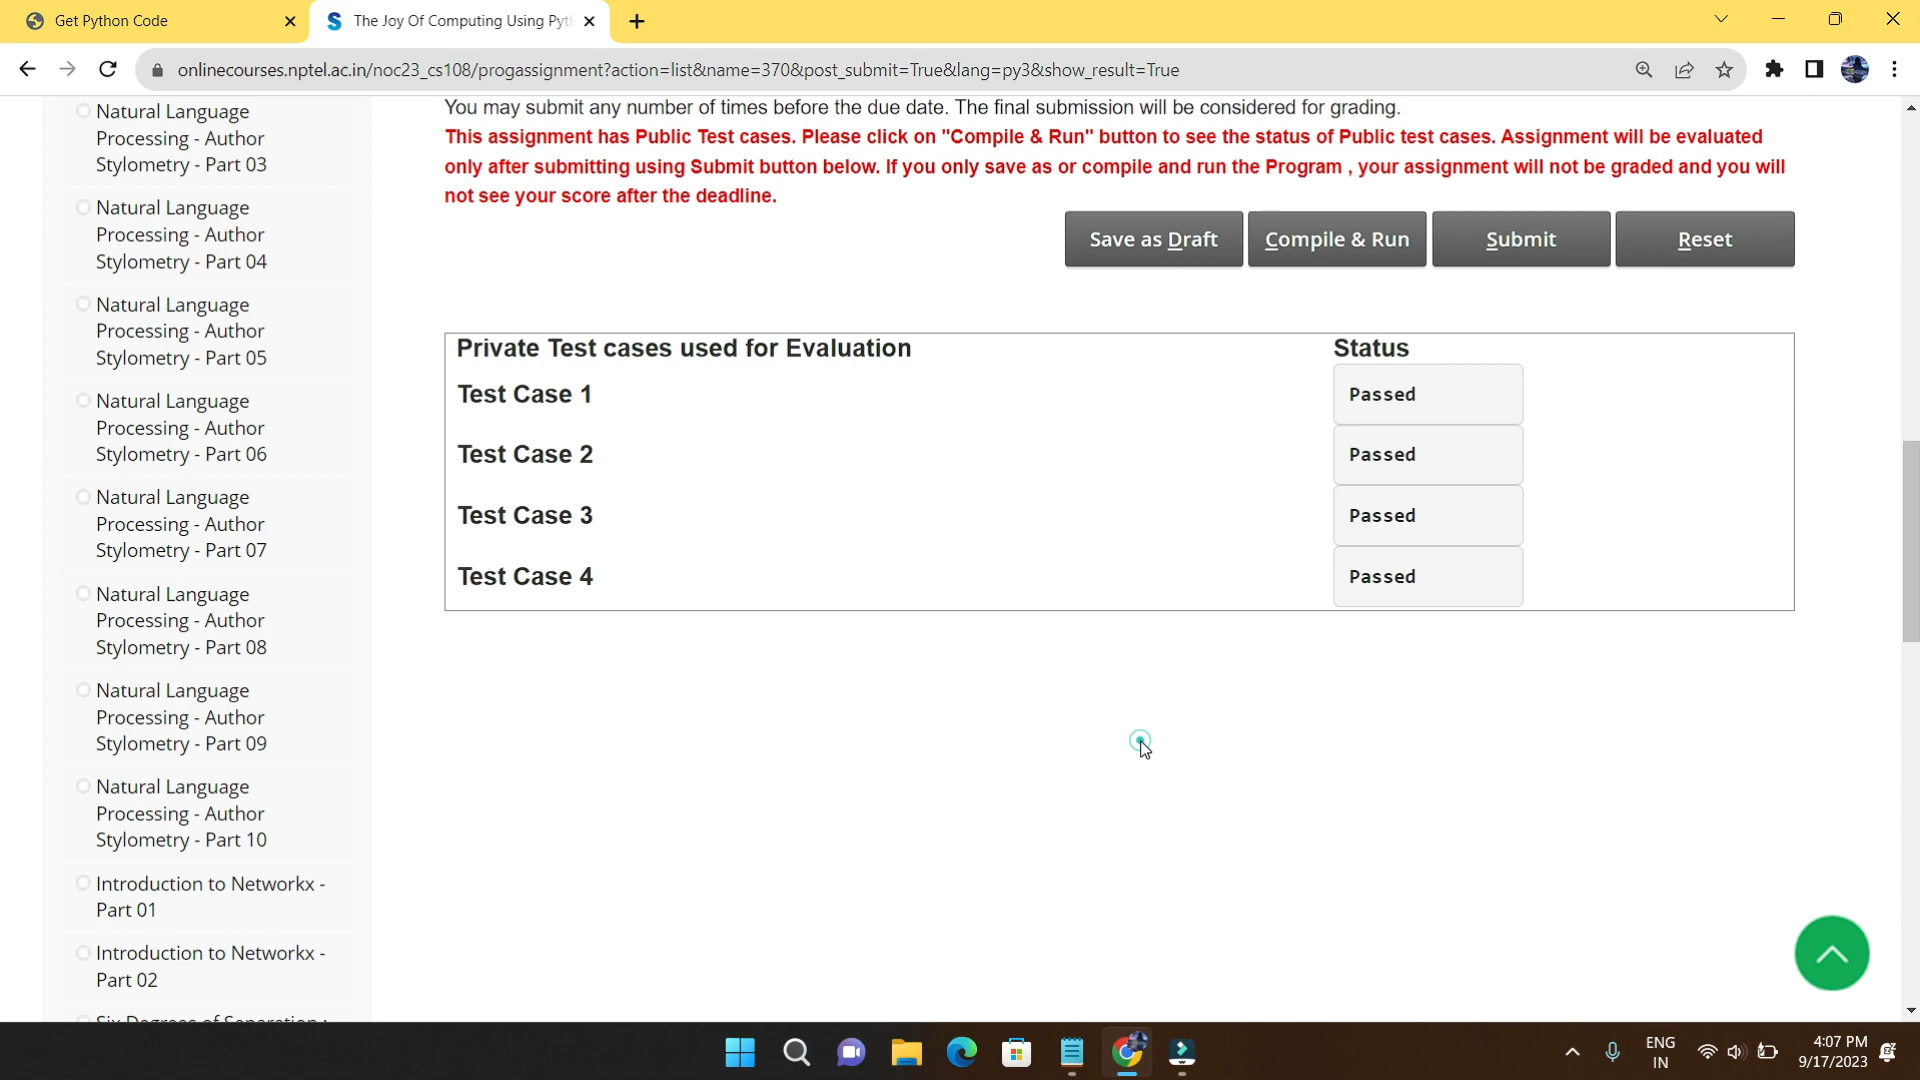 Get Python Code
The Joy Of Computing Using Pyt
onlinecourses.nptel.ac.in/noc23_cs108/progassignment?action=list&name=370&post_submit=True&lang=py3&show_result=True
Natural Language
Processing - Author
Stylometry - Part 03
Natural Language
Processing - Author
Stylometry - Part 04
Natural Language
Processing - Author
Stylometry - Part 05
Natural Language
Processing - Author
Stylometry - Part 06
Natural Language
Processing - Author
Stylometry - Part 07
Natural Language
Processing - Author
Stylometry - Part 08
Natural Language
Processing - Author
Stylometry - Part 09
Natural Language
Processing - Author
Stylometry - Part 10
Introduction to Networkx -
Part 01
Introduction to Networkx -
Part 02
Six Degrees of Separation :
You may submit any number of times before the due date. The final submission will be considered for grading.
This assignment has Public Test cases. Please click on "Compile & Run" button to see the status of Public test cases. Assignment will be evaluated
only after submitting using Submit button below. If you only save as or compile and run the Program , your assignment will not be graded and you will
not see your score after the deadline.
Save as Draft
Compile & Run
Submit
Reset
Private Test cases used for Evaluation
Status
Test Case 1
Passed
Test Case 2
Passed
Test Case 3
Passed
Test Case 4
Passed
ENG
IN
4:07 PM
9/17/2023